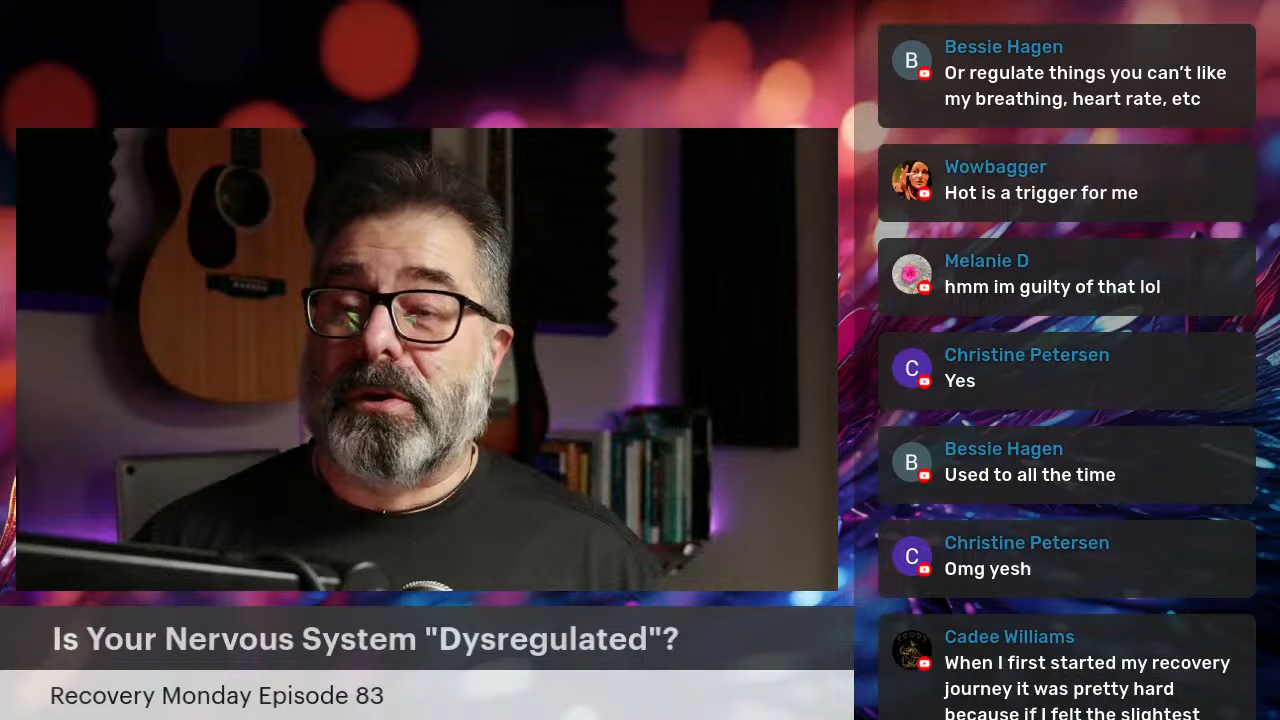 Is Your Nervous System "Dysregulated"?
Recovery Monday Episode 83
B
Bessie Hagen
Or regulate things you can’t like
my breathing, heart rate, etc
Wowbagger
Hot is a trigger for me
Melanie D
hmm im guilty of that lol
C
Christine Petersen
Yes
B
Bessie Hagen
Used to all the time
C
Christine Petersen
Omg yesh
Cadee Williams
When I first started my recovery
journey it was pretty hard
because if I felt the slightest